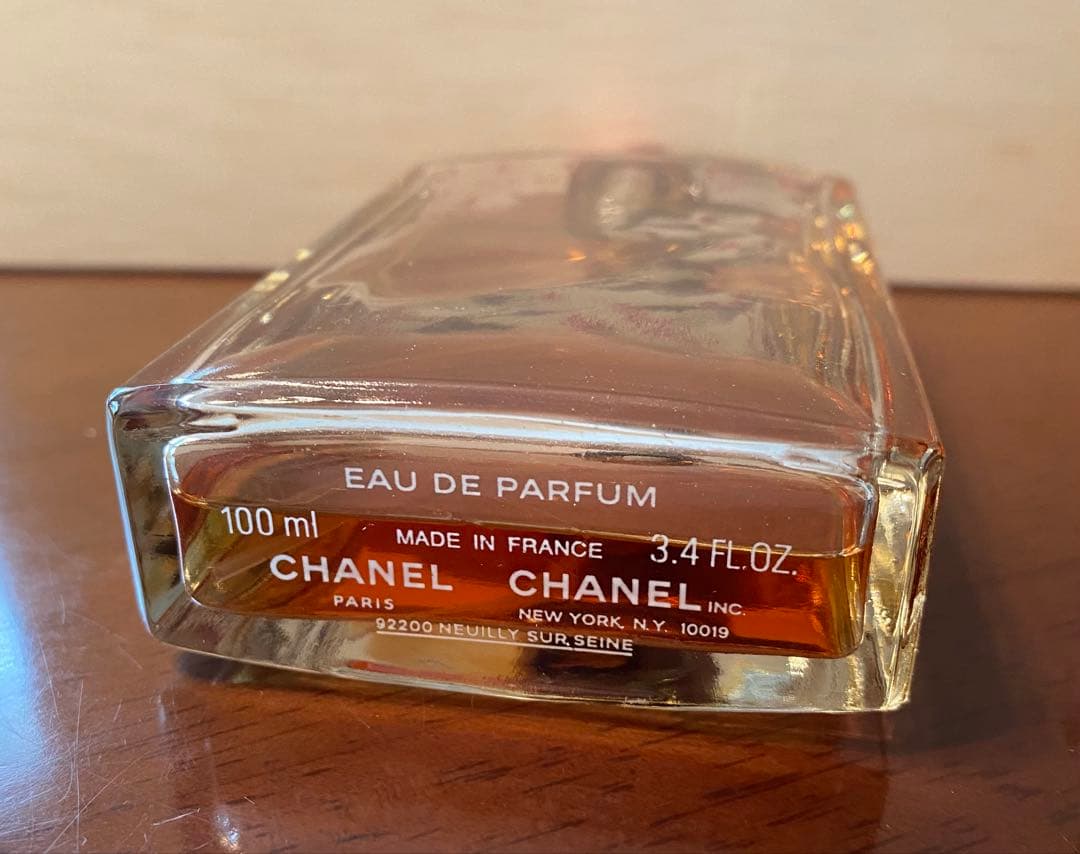 EAU DE PARFUM
100 ml MADE IN FRANCE 3.4 FL.OZ.
CHANEL CHANEL INC.
PARIS NEW YORK, N.Y. 10019
92200 NEUILLY SUR SEINE